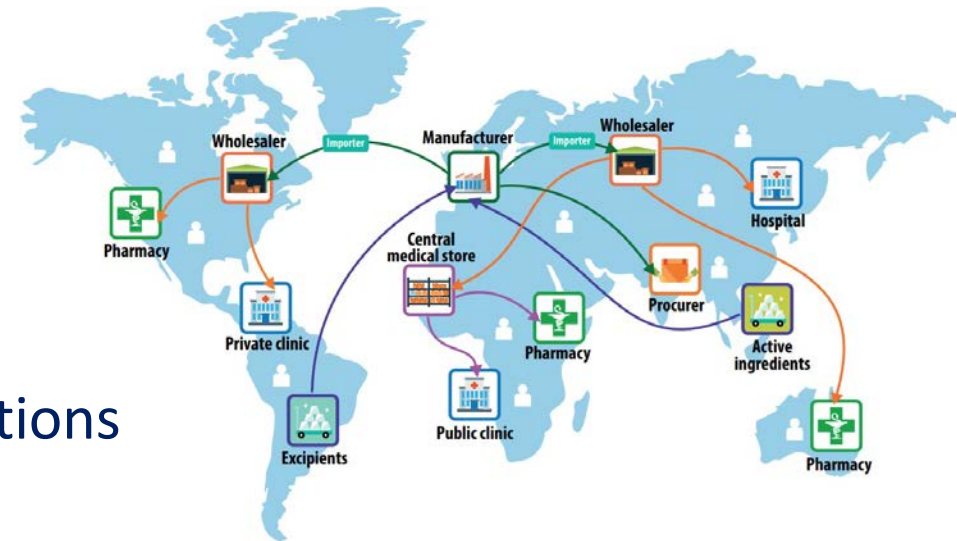 Wholesaler
Importer
Manufacturer
Importer
Wholesaler
Pharmacy
Hospital
Central
medical store
Procurer
Private clinic
Pharmacy
Active
ingredients
tions
Public clinic
Excipients
Pharmacy